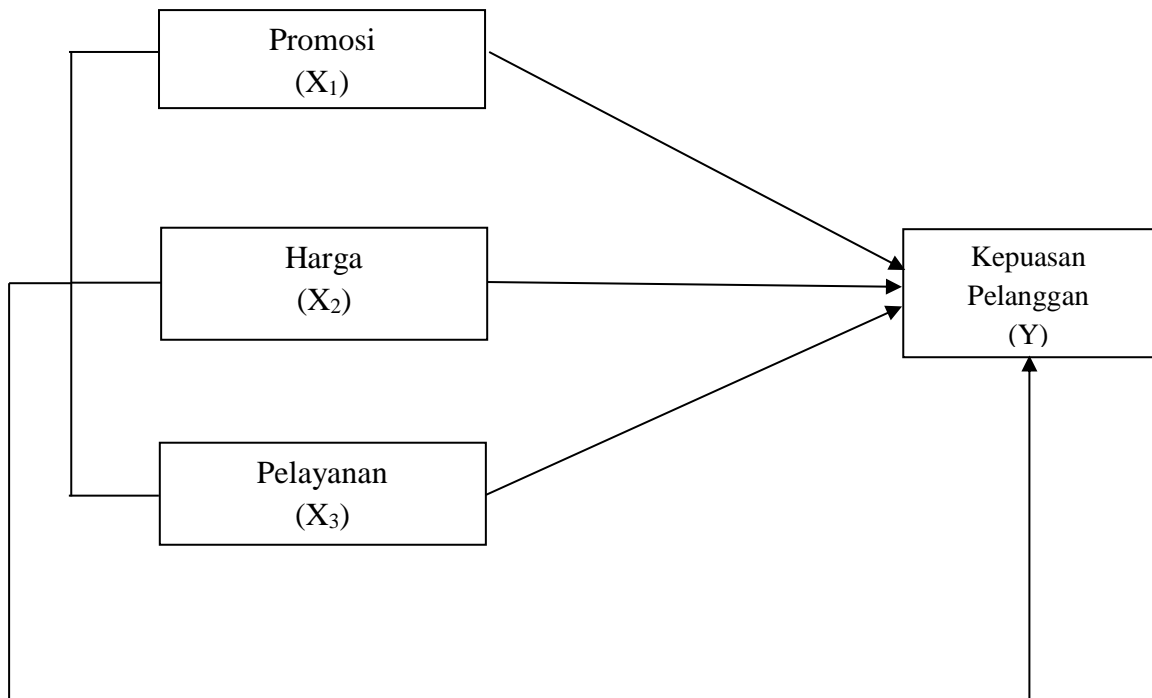 Promosi
(X₁)
Harga
(X₂)
Pelayanan
(X₃)
Kepuasan
Pelanggan
(Y)